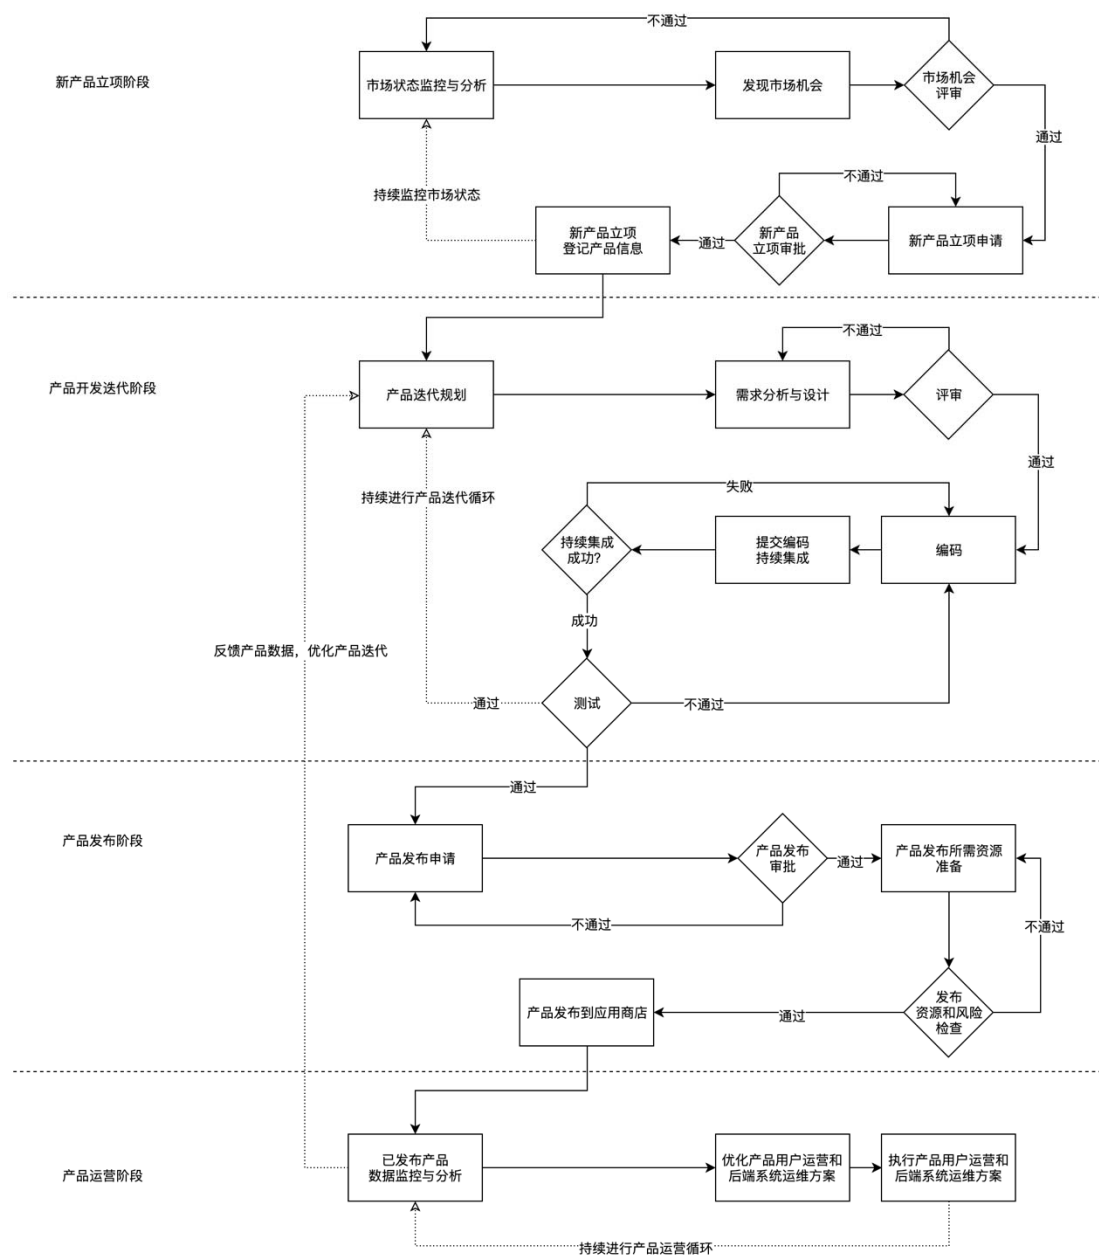 不通过
新产品立项阶段
市场状态监控与分析
发现市场机会
市场机会
评审
通过
不通过
持续监控市场状态
新产品立项
登记产品信息
通过
新产品
立项审批
新产品立项申请
不通过
产品开发迭代阶段
产品迭代规划
需求分析与设计
评审
通过
持续进行产品迭代循环
失败
持续集成
成功?
提交编码
持续集成
编码
成功
反馈产品数据，优化产品迭代
通过
测试
不通过
通过
产品发布阶段
产品发布申请
产品发布
审批
通过
产品发布所需资源
准备
不通过
不通过
产品发布到应用商店
通过
发布
资源和风险
检查
产品运营阶段
已发布产品
数据监控与分析
优化产品用户运营和
后端系统运维方案
执行产品用户运营和
后端系统运维方案
持续进行产品运营循环